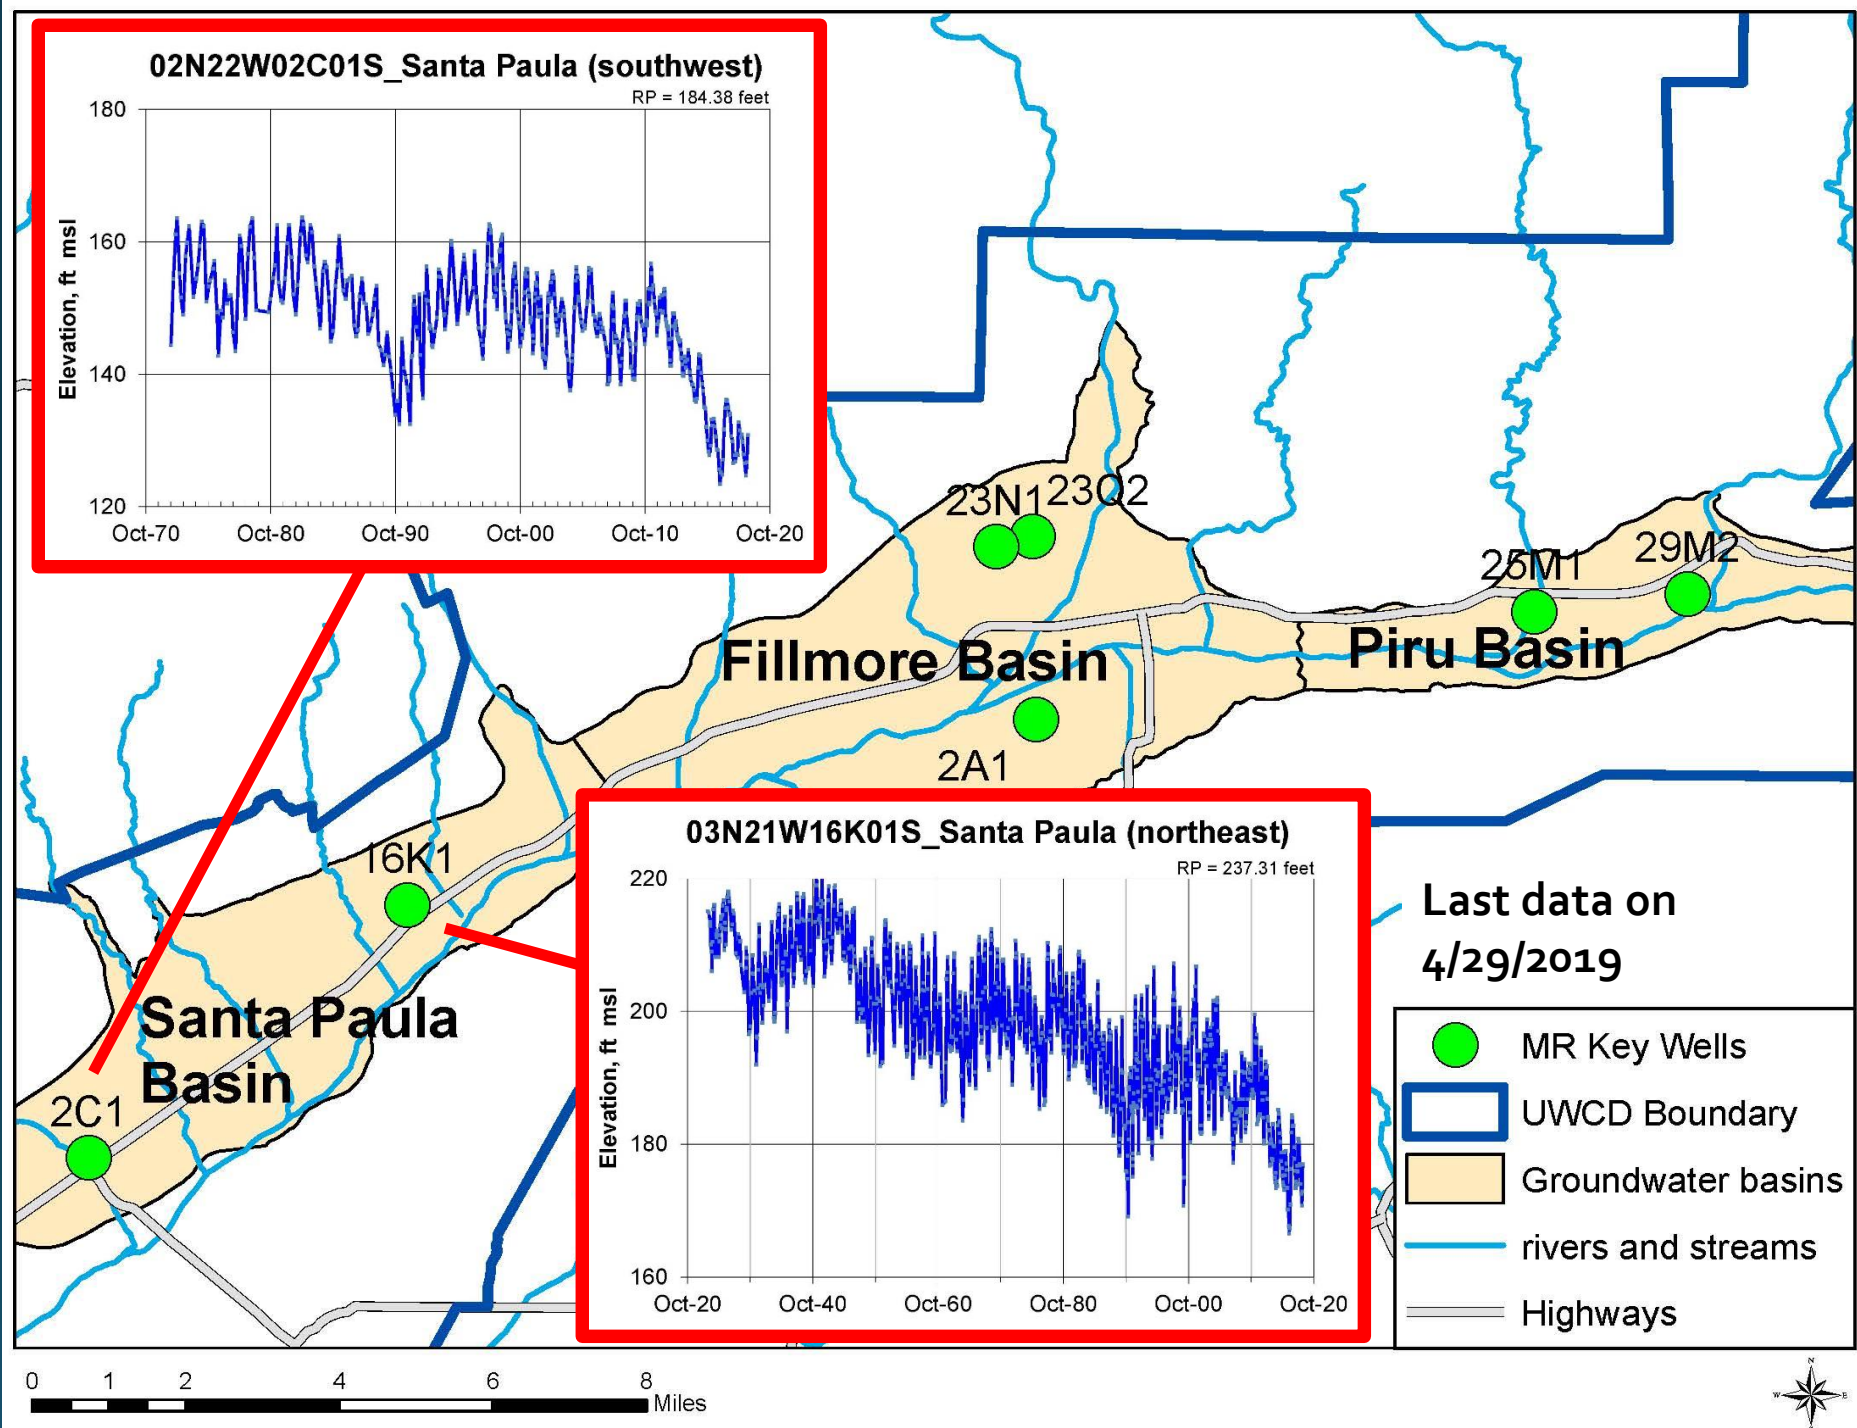 02N22W02C01S_Santa Paula (southwest)
RP = 184.38 feet
Elevation, ft msl
180
160
140
120
Oct-70
Oct-80
Oct-90
Oct-00
Oct-10
Oct-20
23N1
23Q2
25M1
29M2
Fillmore Basin
Piru Basin
2A1
16K1
Santa Paula
Basin
2C1
03N21W16K01S_Santa Paula (northeast)
RP = 237.31 feet
Elevation, ft msl
220
200
180
160
Oct-20
Oct-40
Oct-60
Oct-80
Oct-00
Oct-20
Last data on
4/29/2019
MR Key Wells
UWCD Boundary
Groundwater basins
rivers and streams
Highways
0 1 2 4 6 8
Miles
N
W E